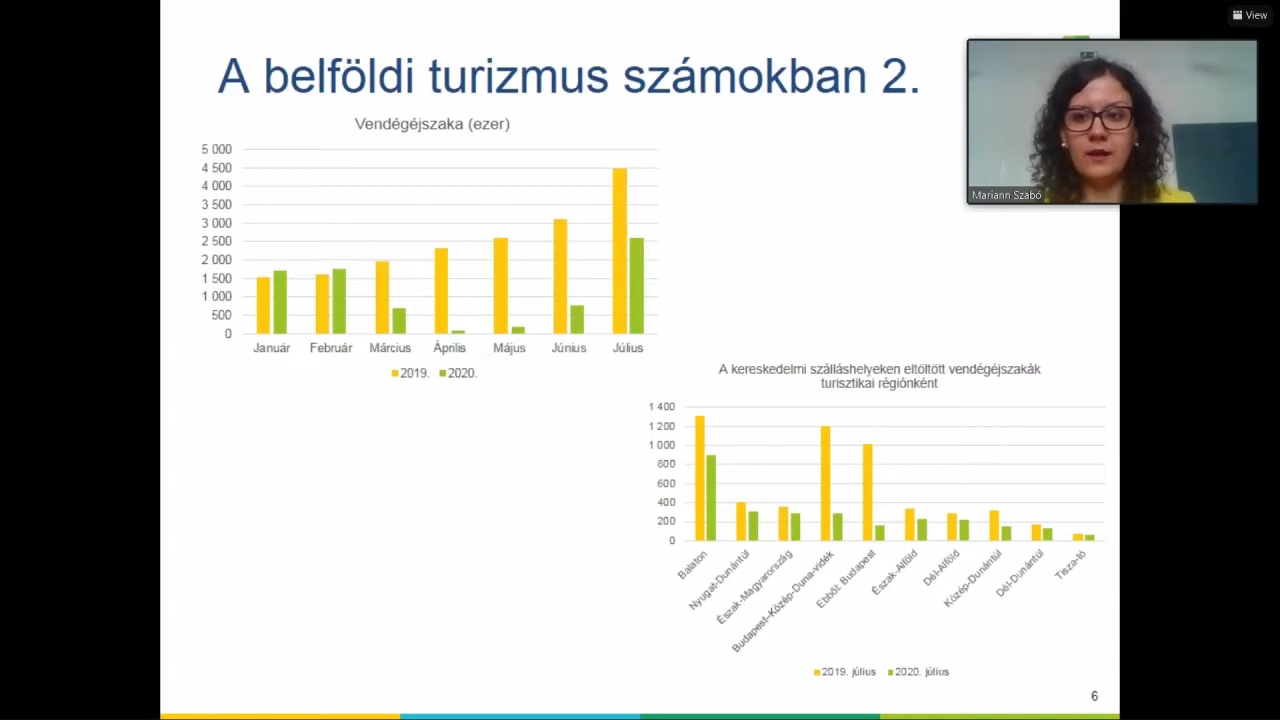 View
A belföldi turizmus számokban 2.
Mariann Szabó
Vendégéjszaka (ezer)
5 000
4 500
4 000
3 500
3 000
2 500
2 000
1 500
1 000
500
0
Január Február Március Április Május Június Július
2019. 2020.
A kereskedelmi szálláshelyeken eltöltött vendégéjszakák
turisztikai régiónként
1 400
1 200
1 000
800
600
400
200
0
Balaton
Nyugat-Dunántúl
Észak-Magyarország
Budapest–Közép-Duna-vidék
Ebből: Budapest
Észak-Alföld
Dél-Alföld
Közép-Dunántúl
Dél-Dunántúl
Tisza-tó
2019. július 2020. július
6